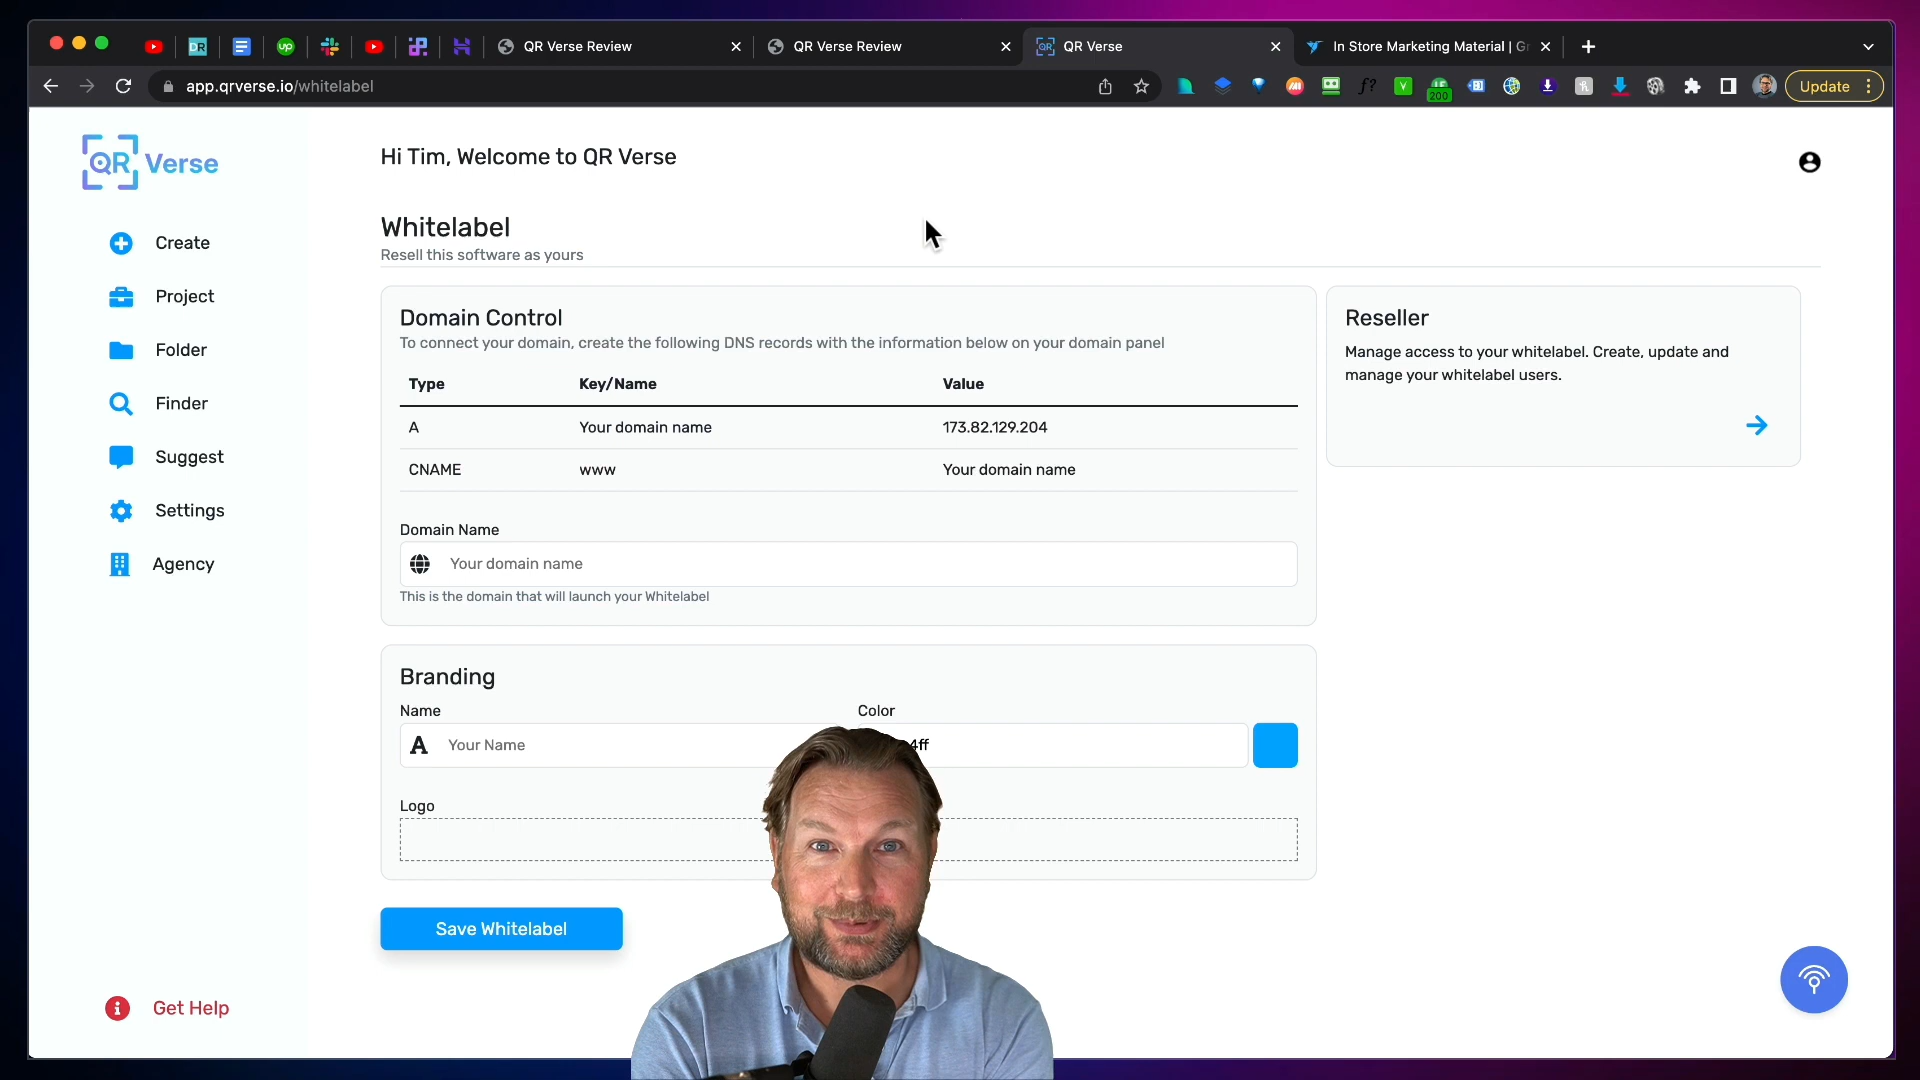 QR Verse Review
QR Verse Review
QR Verse
In Store Marketing Material | Gr
app.qrverse.io/whitelabel
200
Update
QR Verse
Hi Tim, Welcome to QR Verse
Create
Project
Folder
Finder
Suggest
Settings
Agency
Get Help
Whitelabel
Resell this software as yours
Domain Control
To connect your domain, create the following DNS records with the information below on your domain panel
Type Key/Name Value
A Your domain name 173.82.129.204
CNAME www Your domain name
Domain Name
Your domain name
This is the domain that will launch your Whitelabel
Reseller
Manage access to your whitelabel. Create, update and
manage your whitelabel users.
Branding
Name Color
A Your Name
4ff
Logo
Save Whitelabel